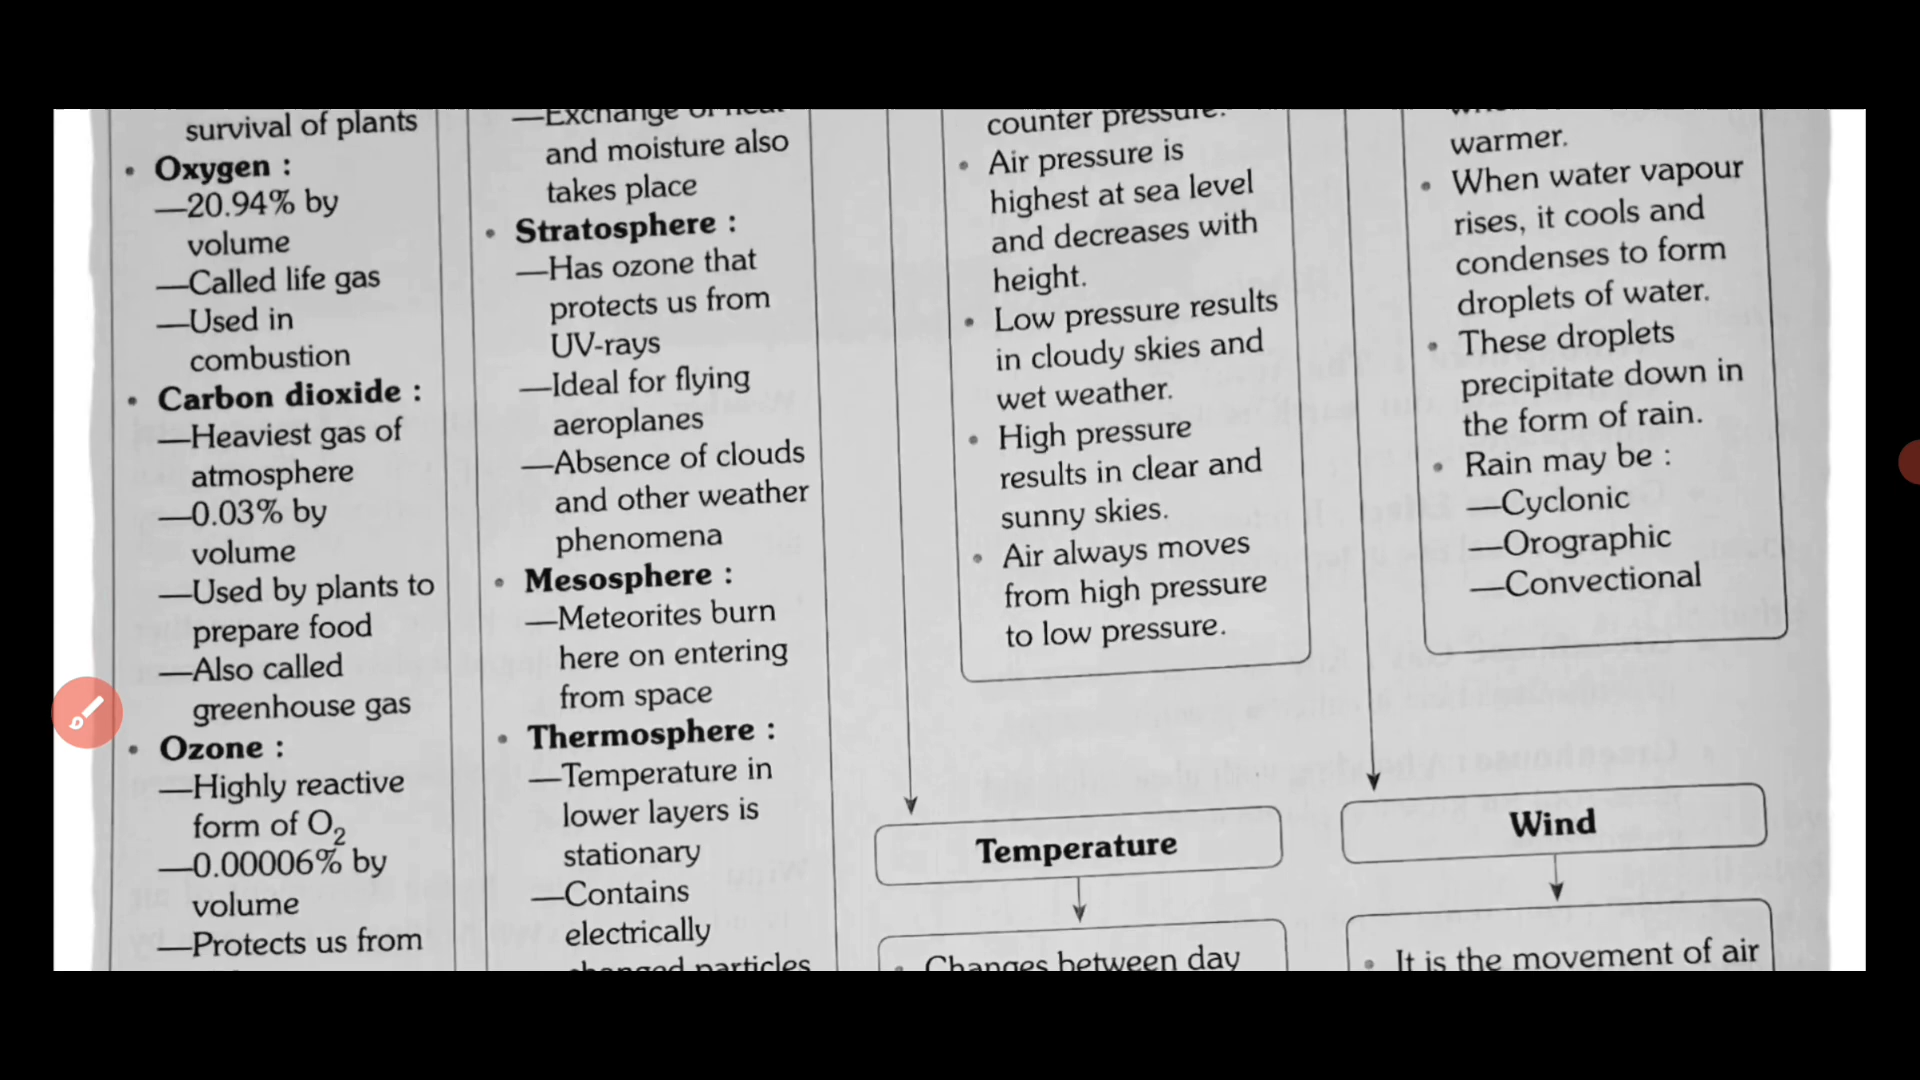 survival of plants
• Oxygen :
—20.94% by
volume
—Called life gas
—Used in
combustion
• Carbon dioxide :
—Heaviest gas of
atmosphere
—0.03% by
volume
—Used by plants to
prepare food
—Also called
greenhouse gas
• Ozone :
—Highly reactive
form of O₂
—0.00006% by
volume
—Protects us from
—Exchange of heat
and moisture also
takes place
• Stratosphere :
—Has ozone that
protects us from
UV-rays
—Ideal for flying
aeroplanes
—Absence of clouds
and other weather
phenomena
• Mesosphere :
—Meteorites burn
here on entering
from space
• Thermosphere :
—Temperature in
lower layers is
stationary
—Contains
electrically
particles
counter pressure.
• Air pressure is
highest at sea level
and decreases with
height.
• Low pressure results
in cloudy skies and
wet weather.
• High pressure
results in clear and
sunny skies.
• Air always moves
from high pressure
to low pressure.
Temperature
• Changes between day
warmer.
• When water vapour
rises, it cools and
condenses to form
droplets of water.
• These droplets
precipitate down in
the form of rain.
• Rain may be :
—Cyclonic
—Orographic
—Convectional
Wind
• It is the movement of air